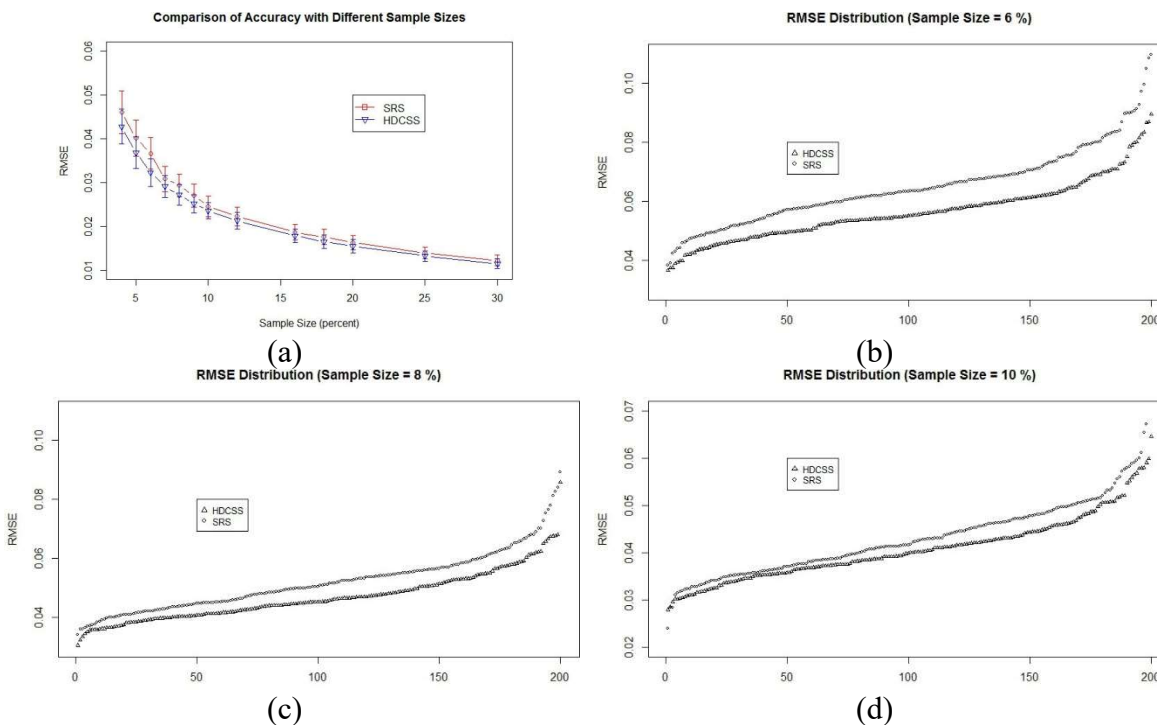 Comparison of Accuracy with Different Sample Sizes
RMSE
0.06
0.05
0.04
0.03
0.02
0.01
SRS
HDCSS
5 10 15 20 25 30
Sample Size (percent)
(a)
RMSE Distribution (Sample Size = 6 %)
RMSE
0.10
0.08
0.06
0.04
HDCSS
SRS
0 50 100 150 200
(b)
RMSE Distribution (Sample Size = 8 %)
RMSE
0.10
0.08
0.06
0.04
HDCSS
SRS
0 50 100 150 200
(c)
RMSE Distribution (Sample Size = 10 %)
RMSE
0.07
0.06
0.05
0.04
0.03
0.02
HDCSS
SRS
0 50 100 150 200
(d)